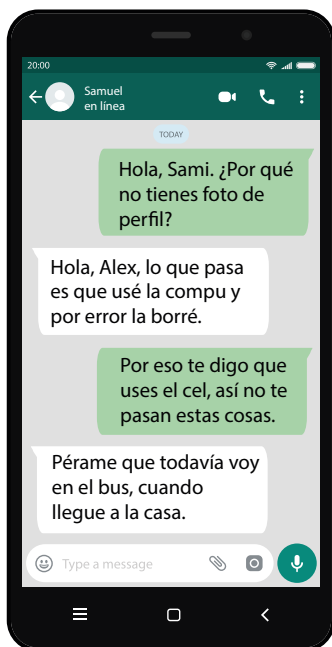 20:00
Samuel
en línea
TODAY
Hola, Sami. ¿Por qué
no tienes foto de
perfil?
Hola, Alex, lo que pasa
es que usé la compu y
por error la borré.
Por eso te digo que
uses el cel, así no te
pasan estas cosas.
Pérame que todavía voy
en el bus, cuando
llegue a la casa.
Type a message